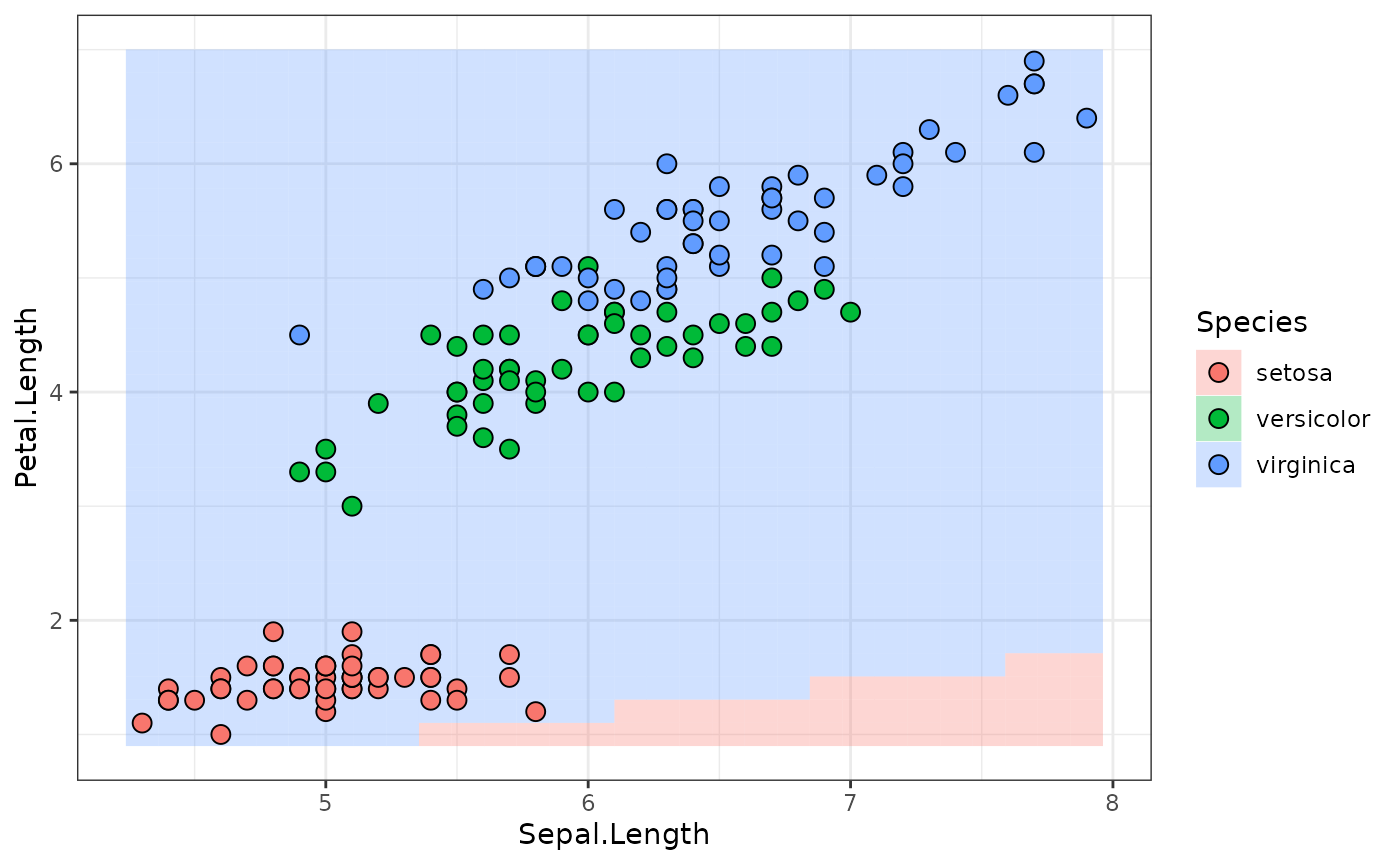 Petal.Length
6
4
2
5 6 7 8
Sepal.Length
Species
setosa
versicolor
virginica